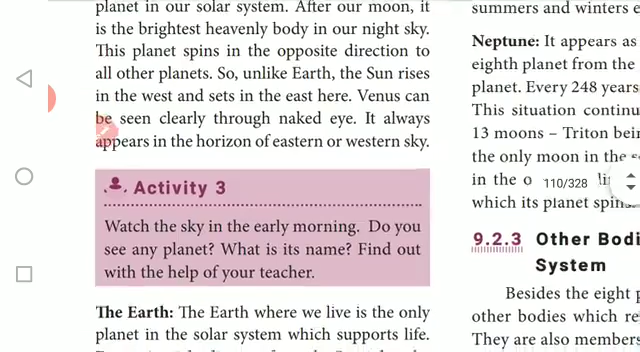 planet in our solar system. After our moon, it
is the brightest heavenly body in our night sky.
This planet spins in the opposite direction to
all other planets. So, unlike Earth, the Sun rises
in the west and sets in the east here. Venus can
be seen clearly through naked eye. It always
appears in the horizon of eastern or western sky.
Activity 3
Watch the sky in the early morning. Do you
see any planet? What is its name? Find out
with the help of your teacher.
The Earth: The Earth where we live is the only
planet in the solar system which supports life.
summers and winters e
Neptune: It appears as
eighth planet from the
planet. Every 248 years
This situation continu
13 moons – Triton bein
the only moon in the
in the o
110/328
which its planet spin
9.2.3 Other Bodi
System
Besides the eight p
other bodies which re
They are also members